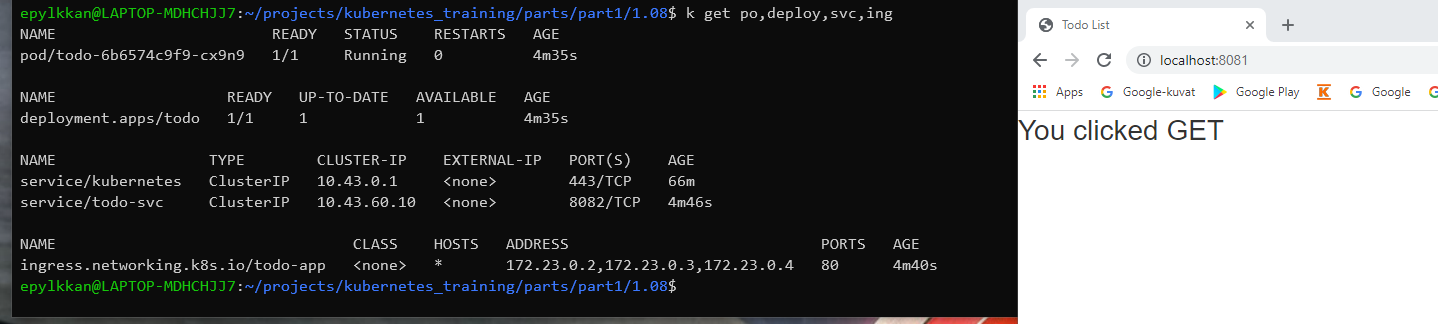 epylkkan@LAPTOP-MDHCHJJ7:~/projects/kubernetes_training/parts/part1/1.08$ k get po,deploy,svc,ing
NAME READY STATUS RESTARTS AGE
pod/todo-6b6574c9f9-cx9n9 1/1 Running 0 4m35s
NAME READY UP-TO-DATE AVAILABLE AGE
deployment.apps/todo 1/1 1 1 4m35s
NAME TYPE CLUSTER-IP EXTERNAL-IP PORT(S) AGE
service/kubernetes ClusterIP 10.43.0.1 <none> 443/TCP 66m
service/todo-svc ClusterIP 10.43.60.10 <none> 8082/TCP 4m46s
NAME CLASS HOSTS ADDRESS PORTS AGE
ingress.networking.k8s.io/todo-app <none> * 172.23.0.2,172.23.0.3,172.23.0.4 80 4m40s
epylkkan@LAPTOP-MDHCHJJ7:~/projects/kubernetes_training/parts/part1/1.08$
Todo List
localhost:8081
Apps Google-kuvat Google Play K Google
You clicked GET